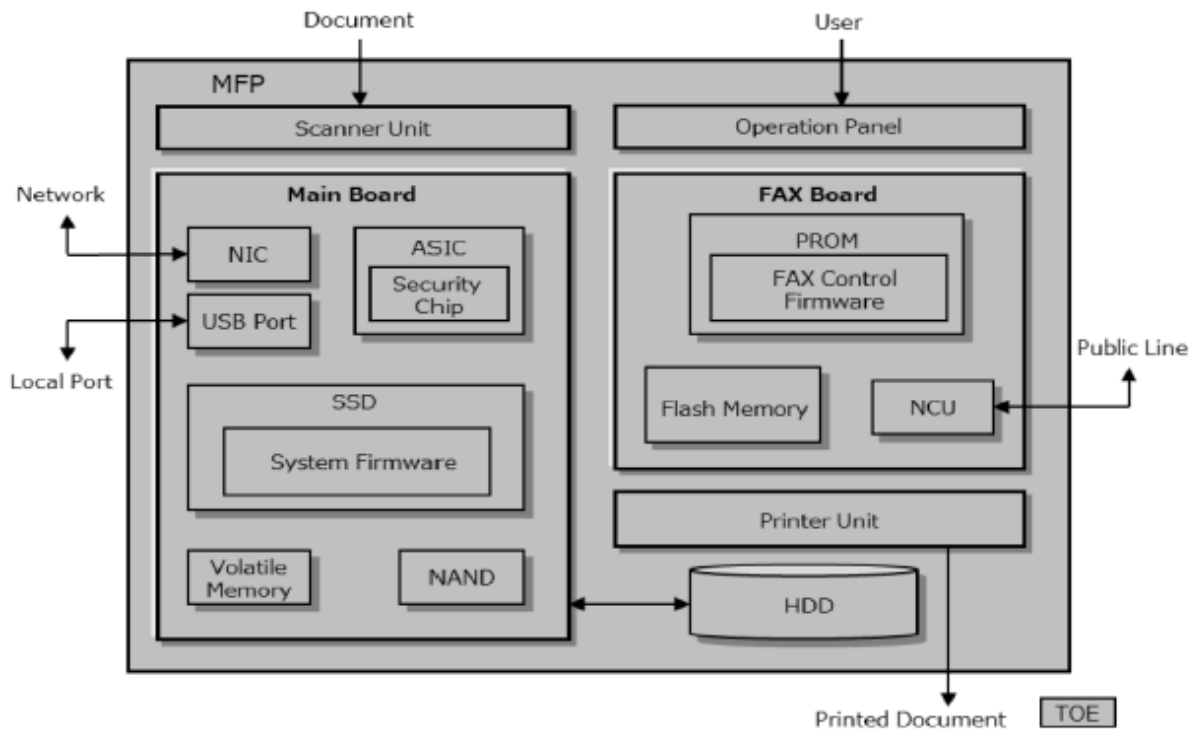 Document
User
MFP
Scanner Unit
Operation Panel
Main Board
FAX Board
Network
NIC
ASIC
Security
Chip
PROM
FAX Control
Firmware
USB Port
Local Port
Public Line
SSD
System Firmware
Flash Memory
NCU
Printer Unit
Volatile
Memory
NAND
HDD
Printed Document
TOE